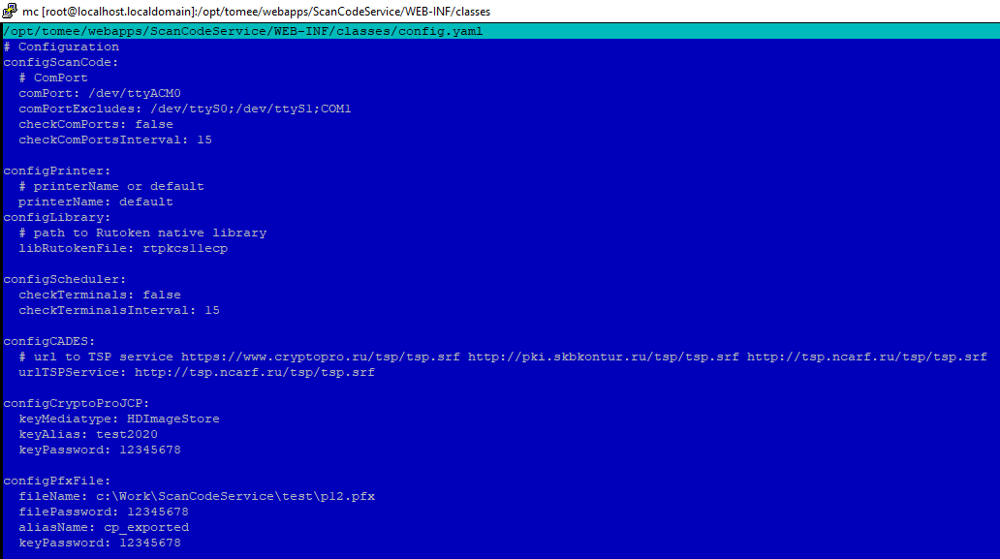 mc [root@localhost.localdomain]:/opt/tomee/webapps/ScanCodeService/WEB-INF/classes
/opt/tomee/webapps/ScanCodeService/WEB-INF/classes/config.yaml
# Configuration
configScanCode:
  # ComPort
  comPort: /dev/ttyACM0
  comPortExcludes: /dev/ttyS0;/dev/ttyS1;COM1
  checkComPorts: false
  checkComPortsInterval: 15
configPrinter:
  # printerName or default
  printerName: default
configLibrary:
  # path to Rutoken native library
  libRutokenFile: rtpkcs11ecp
configScheduler:
  checkTerminals: false
  checkTerminalsInterval: 15
configCADES:
  # url to TSP service https://www.cryptopro.ru/tsp/tsp.srf http://pki.skbkontur.ru/tsp/tsp.srf http://tsp.ncarf.ru/tsp/tsp.srf
  urlTSPService: http://tsp.ncarf.ru/tsp/tsp.srf
configCryptoProJCP:
  keyMediatype: HDImageStore
  keyAlias: test2020
  keyPassword: 12345678
configPfxFile:
  fileName: c:\Work\ScanCodeService\test\p12.pfx
  filePassword: 12345678
  aliasName: cp_exported
  keyPassword: 12345678